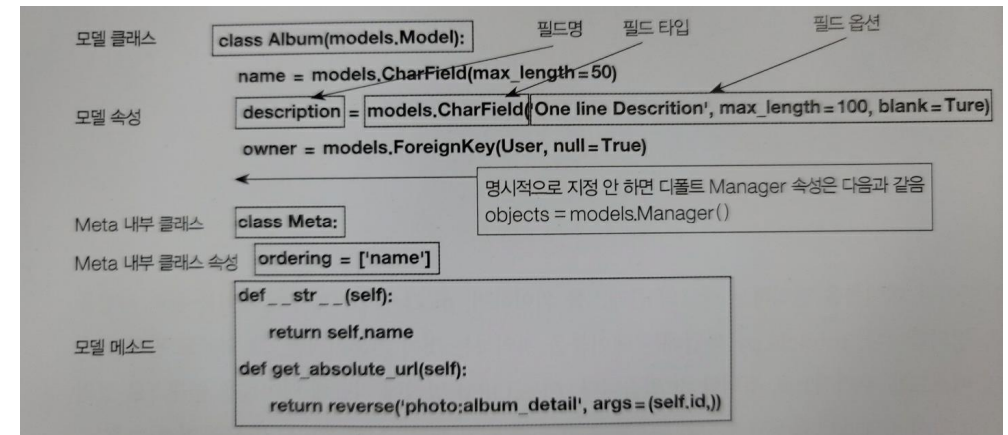 필드명 필드 타입 필드 옵션
모델 클래스 class Album(models.Model):
name = models.CharField(max_length=50)
모델 속성 description = models.CharField('One line Descrition', max_length=100, blank=Ture)
owner = models.ForeignKey(User, null=True)
명시적으로 지정 안 하면 디폴트 Manager 속성은 다음과 같음
objects = models.Manager()
Meta 내부 클래스 class Meta:
Meta 내부 클래스 속성 ordering = ['name']
def__str__(self):
return self.name
모델 메소드
def get_absolute_url(self):
return reverse('photo:album_detail', args=(self.id,))